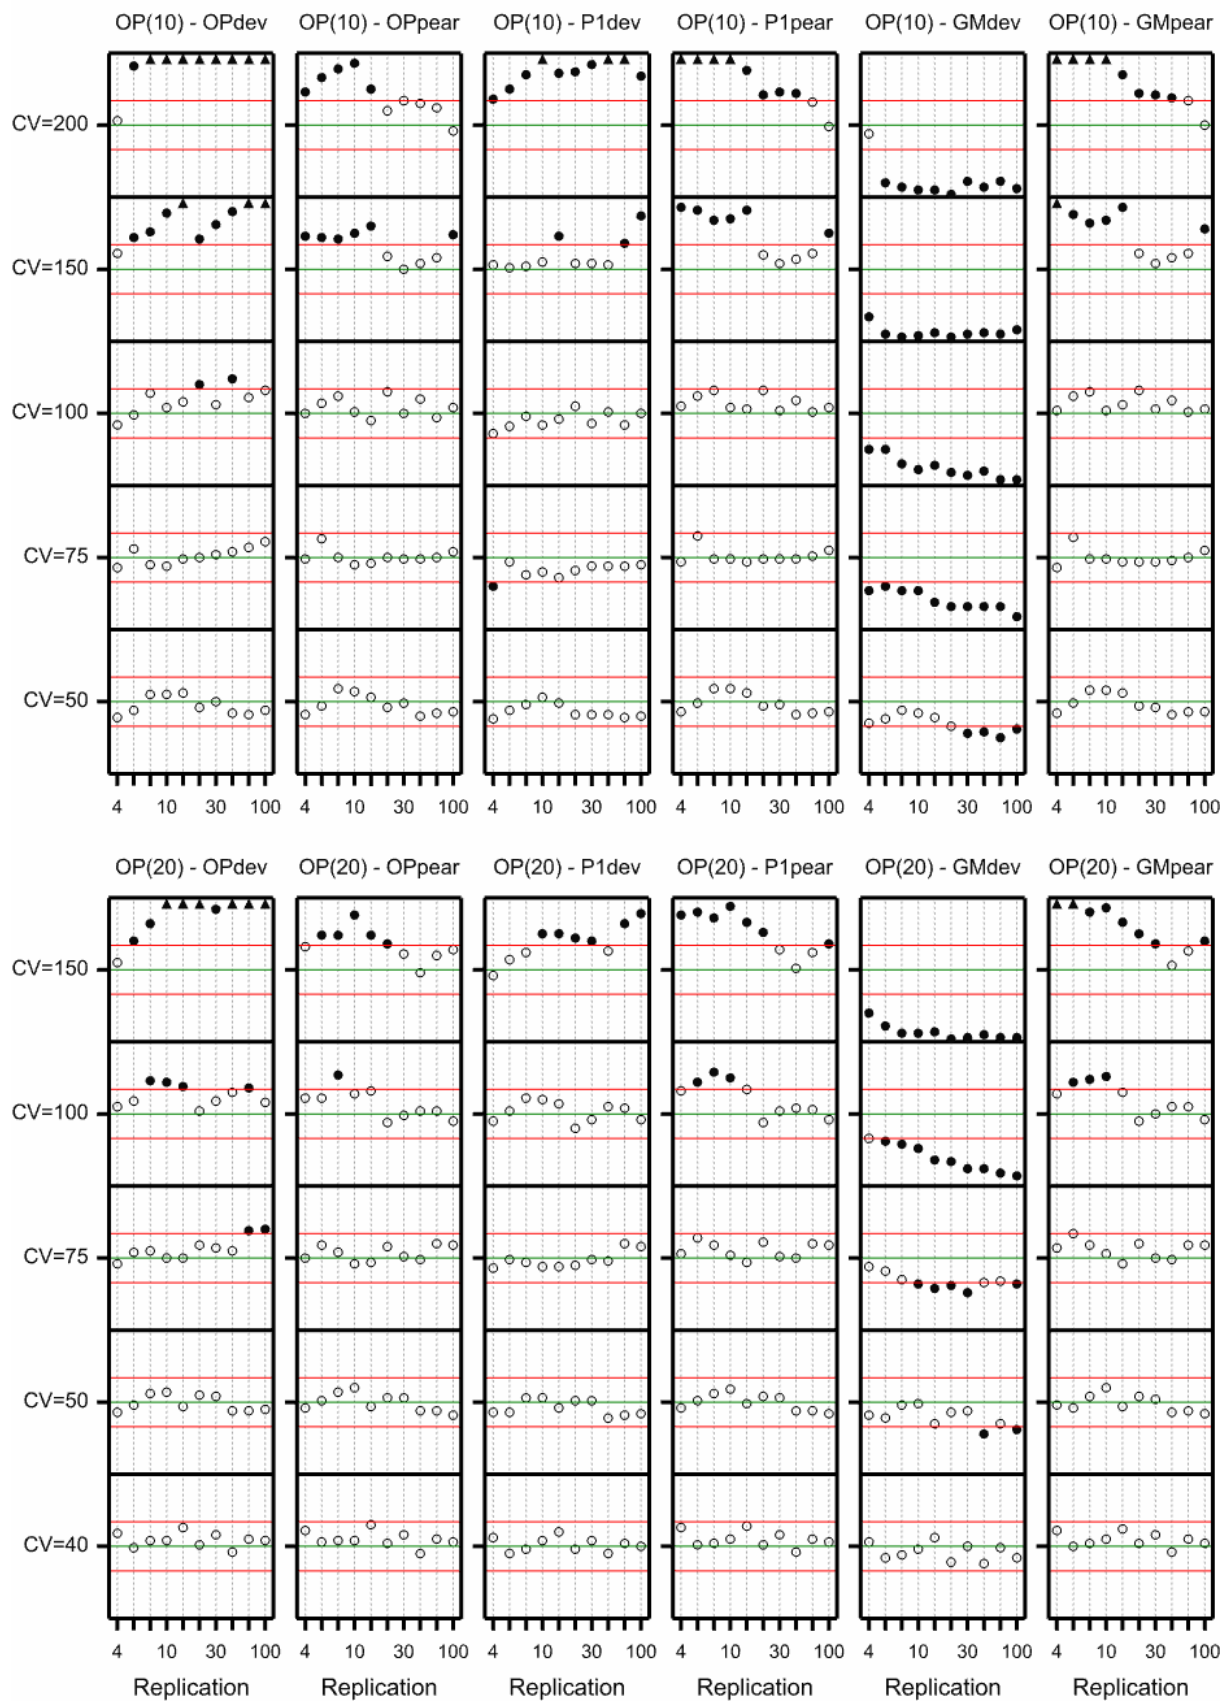 OP(10) - OPdev OP(10) - OPpear OP(10) - P1dev OP(10) - P1pear OP(10) - GMdev OP(10) - GMpear
CV=200
CV=150
CV=100
CV=75
CV=50
4 10 30 100 4 10 30 100 4 10 30 100 4 10 30 100 4 10 30 100 4 10 30 100
OP(20) - OPdev OP(20) - OPpear OP(20) - P1dev OP(20) - P1pear OP(20) - GMdev OP(20) - GMpear
CV=150
CV=100
CV=75
CV=50
CV=40
4 10 30 100 4 10 30 100 4 10 30 100 4 10 30 100 4 10 30 100 4 10 30 100
Replication Replication Replication Replication Replication Replication